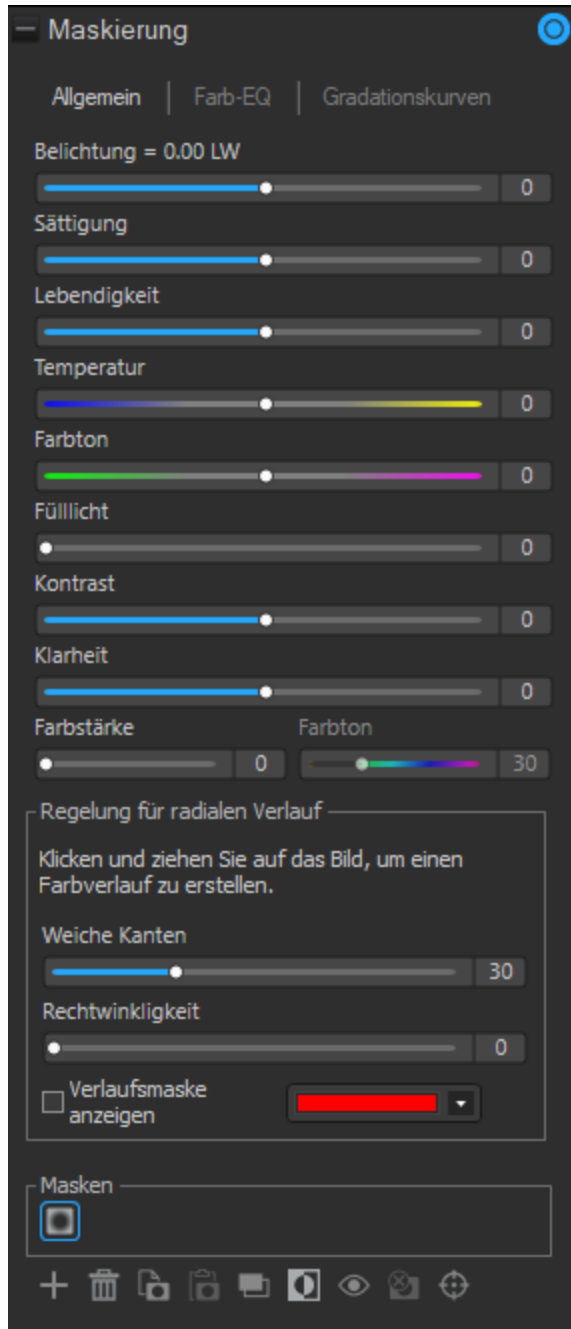 Maskierung
Allgemein | Farb-EQ | Gradationskurven
Belichtung = 0.00 LW
0
Sättigung
0
Lebendigkeit
0
Temperatur
0
Farbton
0
Fülllicht
0
Kontrast
0
Klarheit
0
Farbstärke Farbton
0 30
Regelung für radialen Verlauf
Klicken und ziehen Sie auf das Bild, um einen
Farbverlauf zu erstellen.
Weiche Kanten
30
Rechtwinkligkeit
0
Verlaufsmaske
anzeigen
Masken